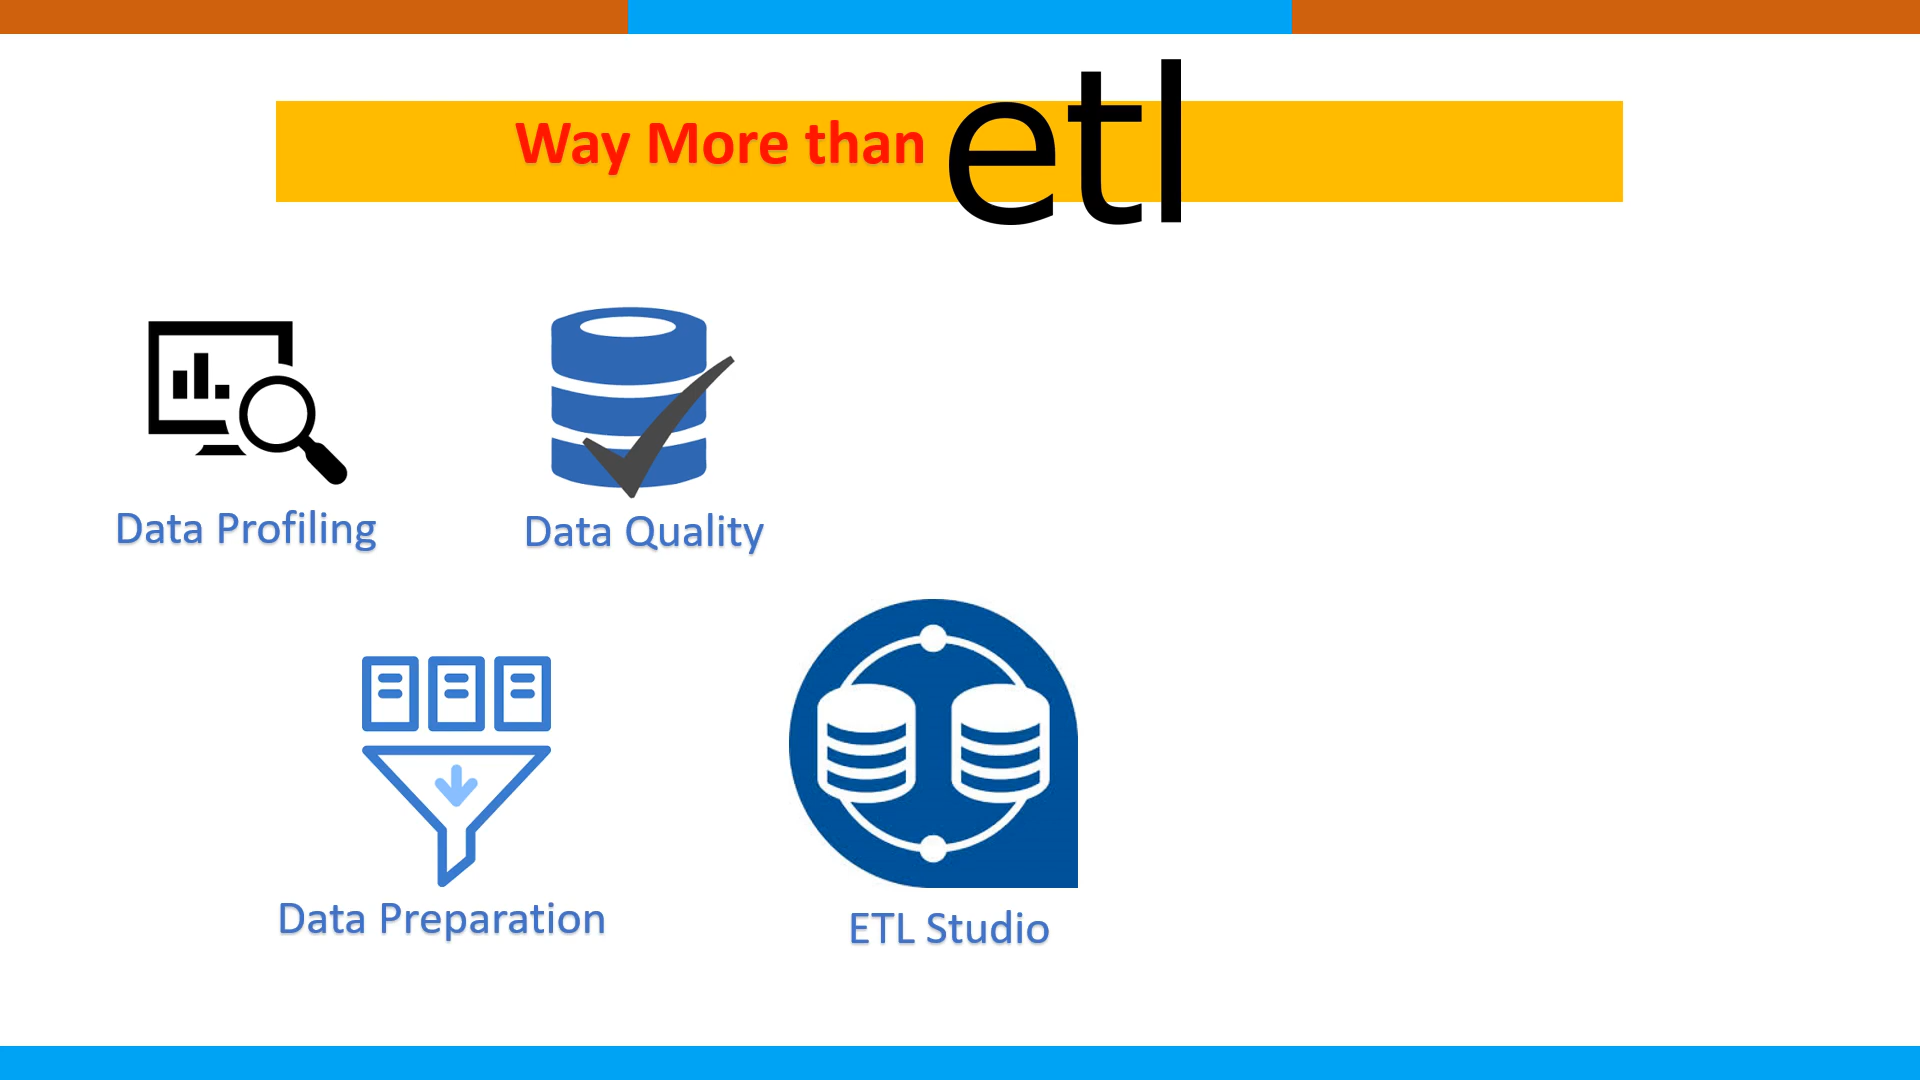 Way More than etl
Data Profiling
Data Quality
Data Preparation
ETL Studio